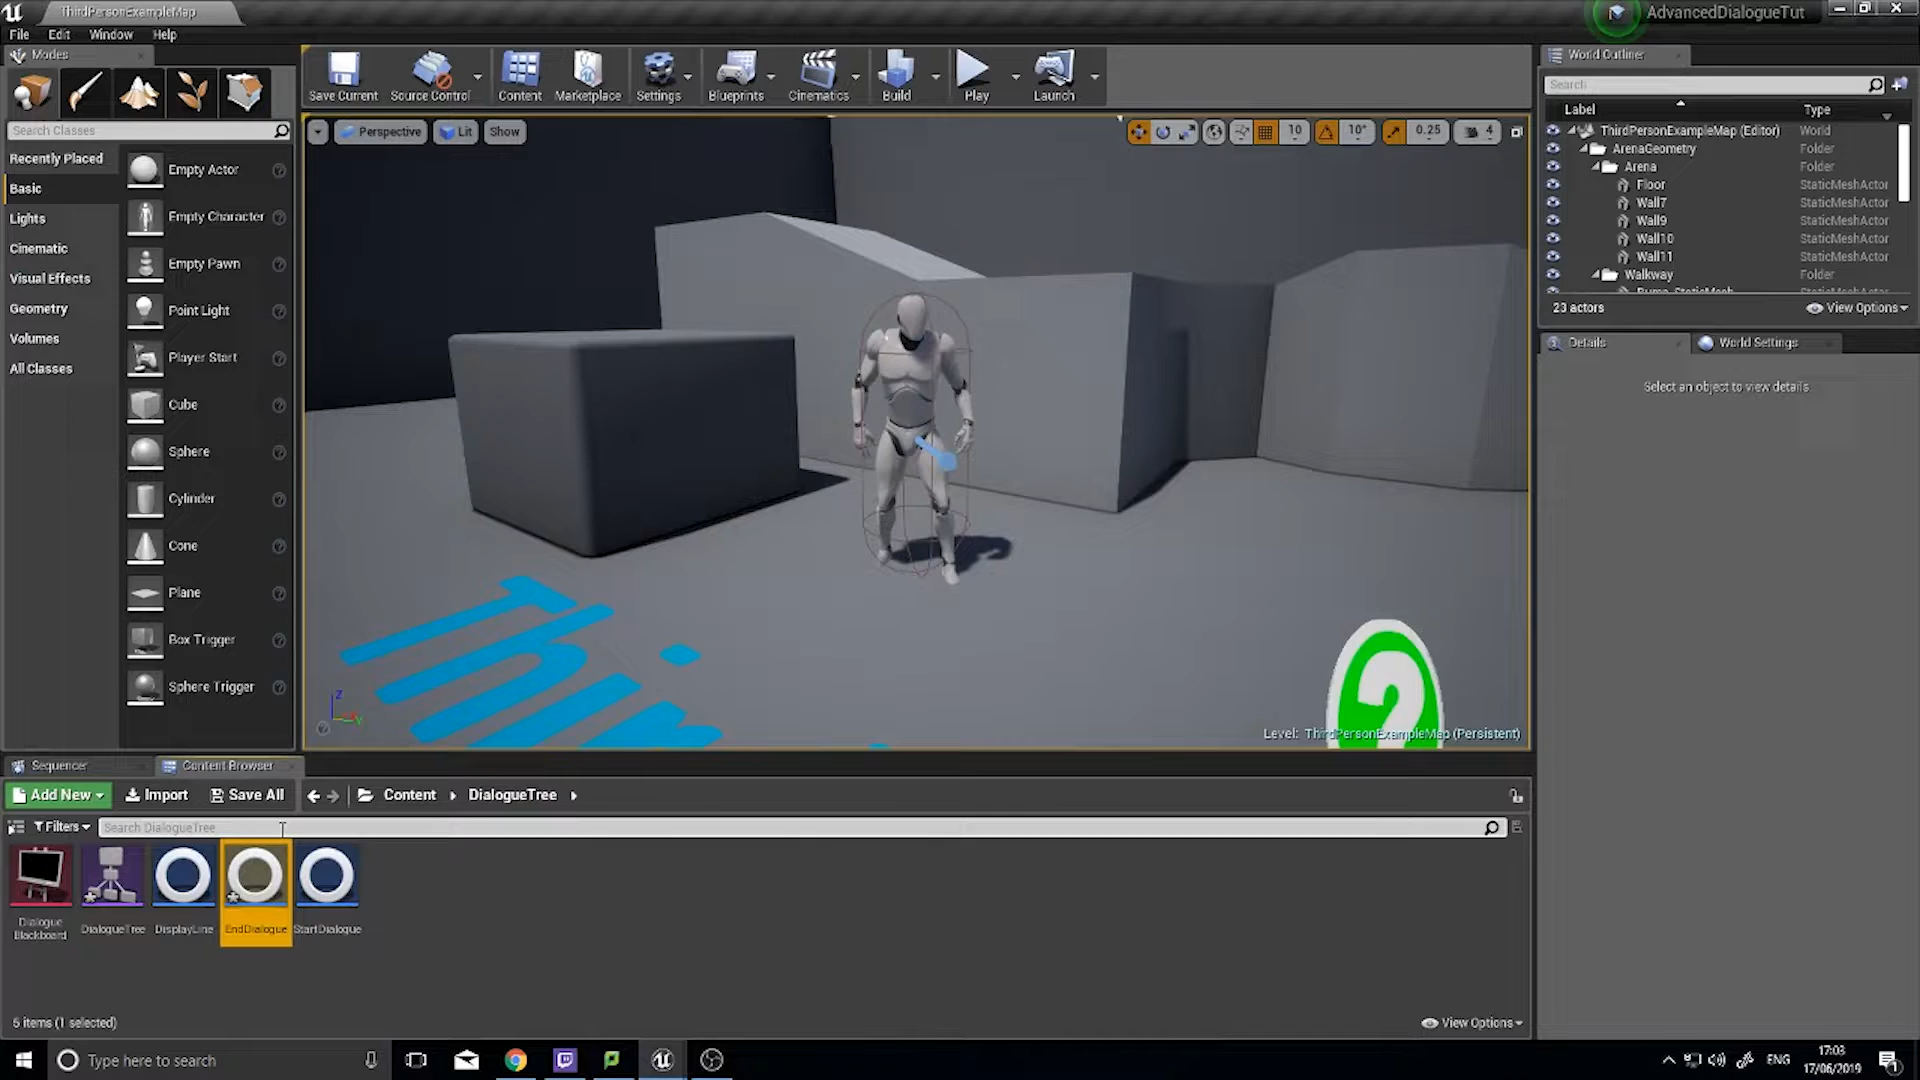 ThirdPersonExampleMap
AdvancedDialogueTut
File Edit Window Help
Modes
Save Current
Source Control
Content
Marketplace
Settings
Blueprints
Cinematics
Build
Play
Launch
World Outliner
Search
Label Type
Search Classes
Recently Placed
Basic
Lights
Cinematic
Visual Effects
Geometry
Volumes
All Classes
Empty Actor
Empty Character
Empty Pawn
Point Light
Player Start
Cube
Sphere
Cylinder
Cone
Plane
Box Trigger
Sphere Trigger
Perspective Lit Show
10 10° 0.25 4
ThirdPersonExampleMap (Editor) World
ArenaGeometry Folder
Arena Folder
Floor StaticMeshActor
Wall7 StaticMeshActor
Wall9 StaticMeshActor
Wall10 StaticMeshActor
Wall11 StaticMeshActor
Walkway Folder
23 actors View Options
Details World Settings
Select an object to view details.
Thir
?
Z
Y
Level: ThirdPersonExampleMap (Persistent)
Sequencer Content Browser
Add New Import Save All Content DialogueTree
Filters Search DialogueTree
Dialogue
Blackboard
DialogueTree
DisplayLine
EndDialogue
StartDialogue
5 items (1 selected)
View Options
Type here to search
ENG
17:03
17/06/2019
1